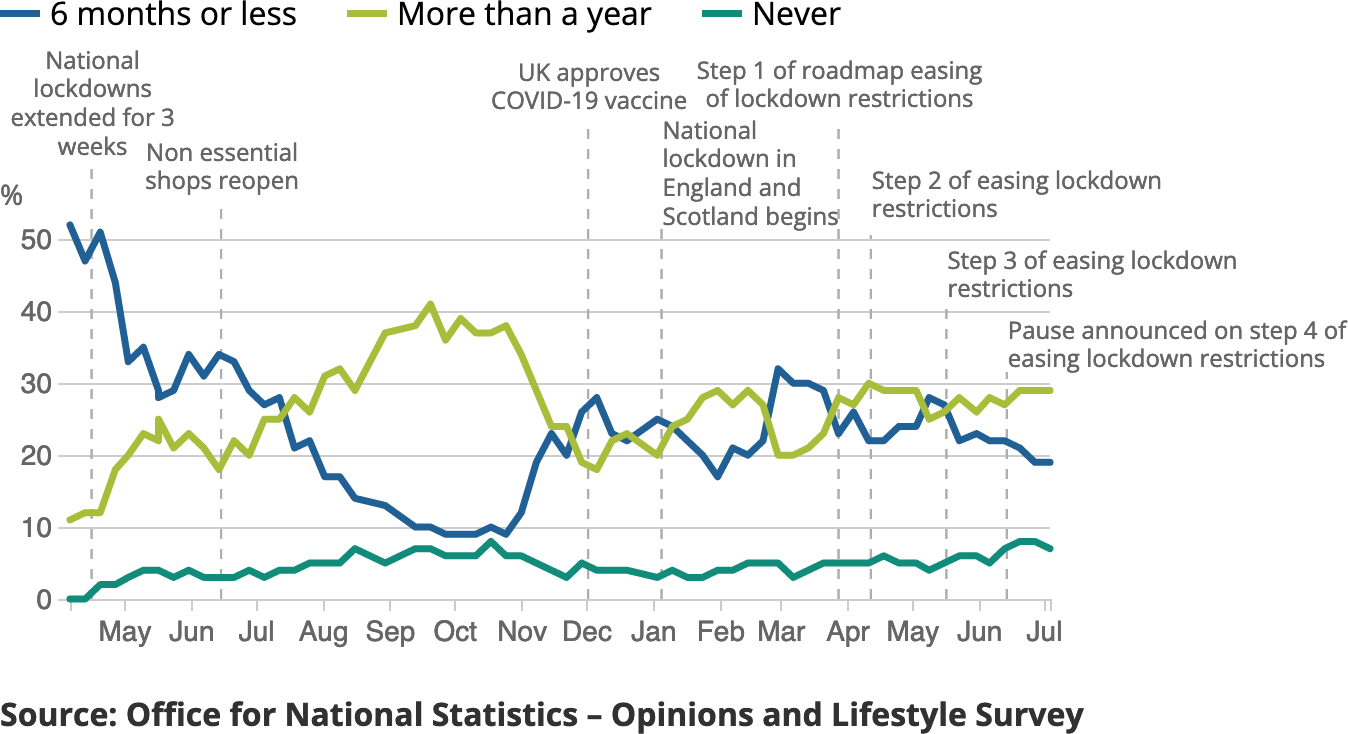 6 months or less
More than a year
Never
National
lockdowns
extended for 3
weeks
Non essential
shops reopen
UK approves
COVID-19 vaccine
Step 1 of roadmap easing
of lockdown restrictions
National
lockdown in
England and
Scotland begins
Step 2 of easing lockdown
restrictions
Step 3 of easing lockdown
restrictions
Pause announced on step 4 of
easing lockdown restrictions
%
50
40
30
20
10
0
May Jun Jul Aug Sep Oct Nov Dec Jan Feb Mar Apr May Jun Jul
Source: Office for National Statistics – Opinions and Lifestyle Survey